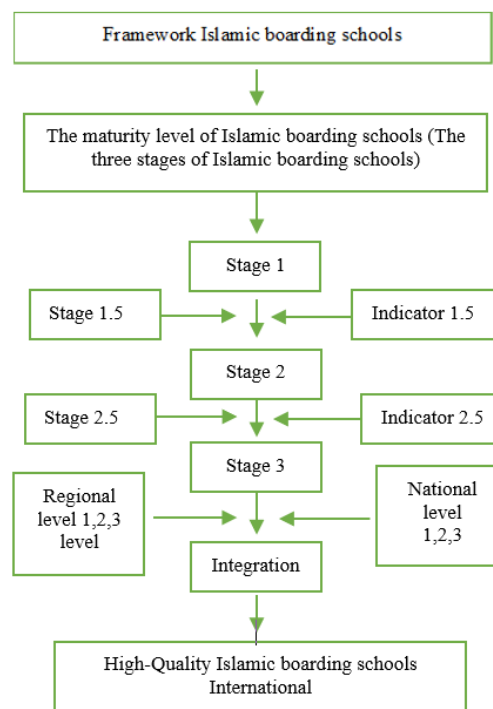 Framework Islamic boarding schools
The maturity level of Islamic boarding schools (The
three stages of Islamic boarding schools)
Stage 1
Stage 1.5
Indicator 1.5
Stage 2
Stage 2.5
Indicator 2.5
Stage 3
Regional
level 1,2,3
level
National
level
1,2,3
Integration
High-Quality Islamic boarding schools
International